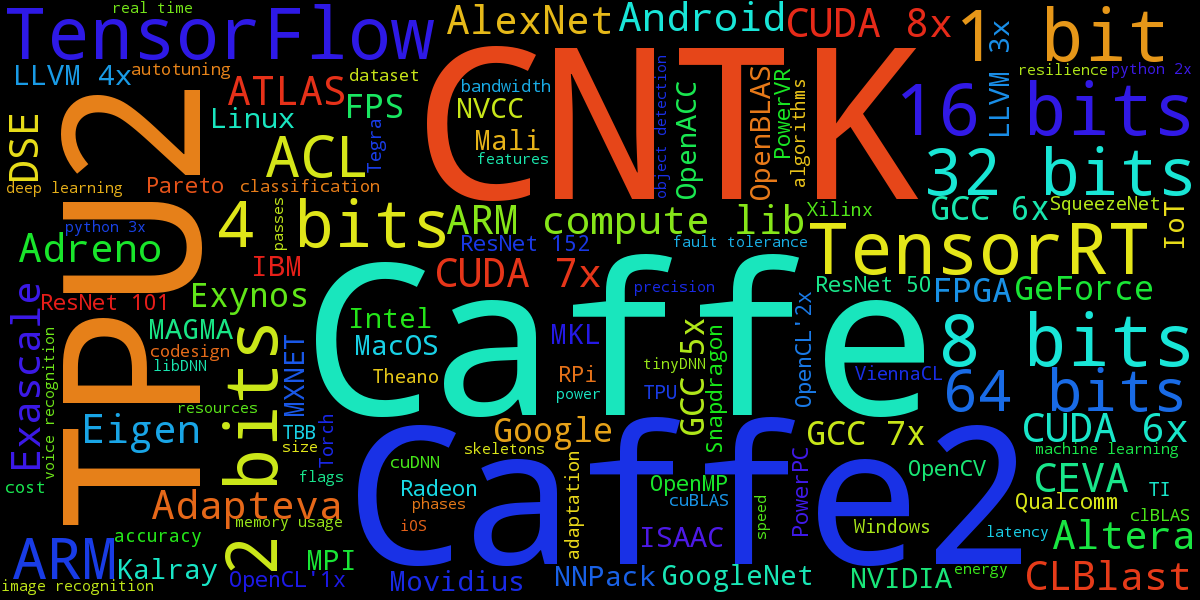 real time
TensorFlow
AlexNet
Android
CUDA 8x
1 bit
LLVM 4x
autotuning
dataset
CNTK
LLVM 3x
resilience
python 2x
ATLAS
FPS
bandwidth
NVCC
Mali
features
object detection
OpenACC
OpenBLAS
PowerVR
algorithms
16 bits
Linux
DSE
TPU2
ACL
Tegra
32 bits
deep learning
Pareto
classification
GCC 6x
SqueezeNet
IoT
python 3x
passes
4 bits
ARM compute lib
Xilinx
Adreno
ResNet 152
fault tolerance
TensorRT
IBM
CUDA 7x
precision
ResNet 50
FPGA
GeForce
Exascale
ResNet 101
Exynos
Caffe
MAGMA
Intel
MacOS
MKL
GCC 5x
Snapdragon
OpenCL'2x
8 bits
codesign
libDNN
2 bits
MXNET
Theano
RPi
tinyDNN
TPU
power
ViennaCL
64 bits
voice recognition
resources
Eigen
TBB
size
Torch
Google
skeletons
Caffe2
GCC 7x
CUDA 6x
machine learning
cost
flags
cuDNN
Radeon
phases
iOS
adaptation
OpenMP
cuBLAS
speed
PowerPC
OpenCV
CEVA
TI
Adapteva
memory usage
Windows
Qualcomm
clBLAS
accuracy
ISAAC
latency
Altera
ARM
Kalray
MPI
image recognition
OpenCL'1x
Movidius
NNPack
GoogleNet
NVIDIA
energy
CLBlast